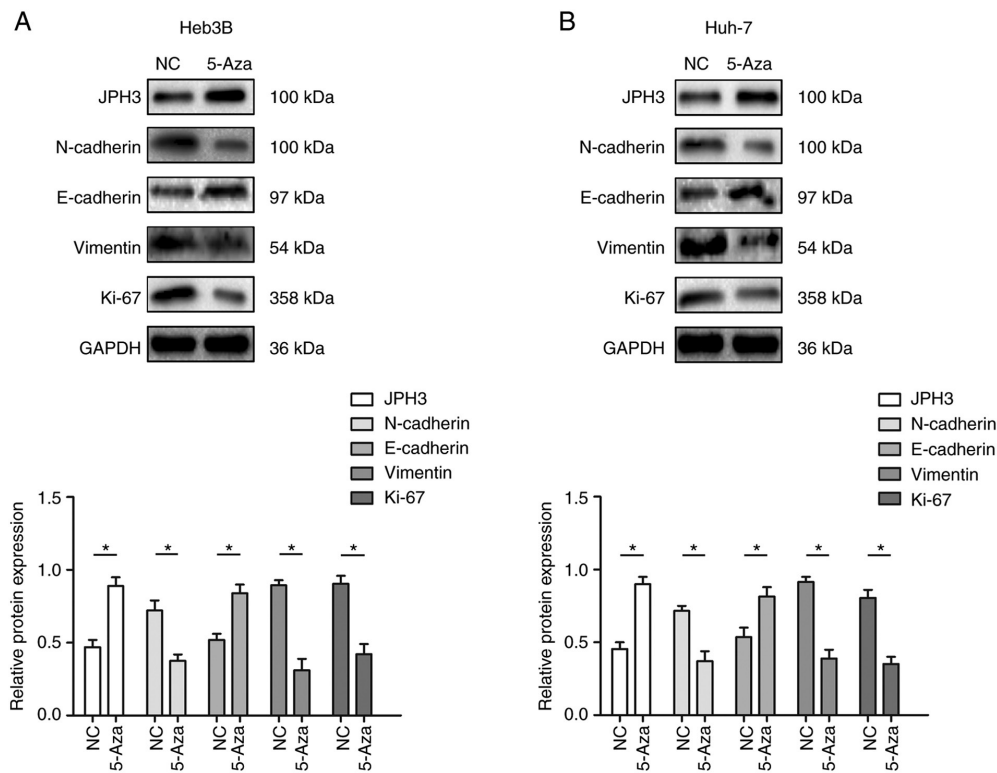 A
Heb3B
NC 5-Aza
JPH3 100 kDa
N-cadherin 100 kDa
E-cadherin 97 kDa
Vimentin 54 kDa
Ki-67 358 kDa
GAPDH 36 kDa
JPH3
N-cadherin
E-cadherin
Vimentin
Ki-67
Relative protein expression
1.5
1.0
0.5
0.0
* * * * *
NC 5-Aza NC 5-Aza NC 5-Aza NC 5-Aza NC 5-Aza
B
Huh-7
NC 5-Aza
JPH3 100 kDa
N-cadherin 100 kDa
E-cadherin 97 kDa
Vimentin 54 kDa
Ki-67 358 kDa
GAPDH 36 kDa
JPH3
N-cadherin
E-cadherin
Vimentin
Ki-67
Relative protein expression
1.5
1.0
0.5
0.0
* * * * *
NC 5-Aza NC 5-Aza NC 5-Aza NC 5-Aza NC 5-Aza